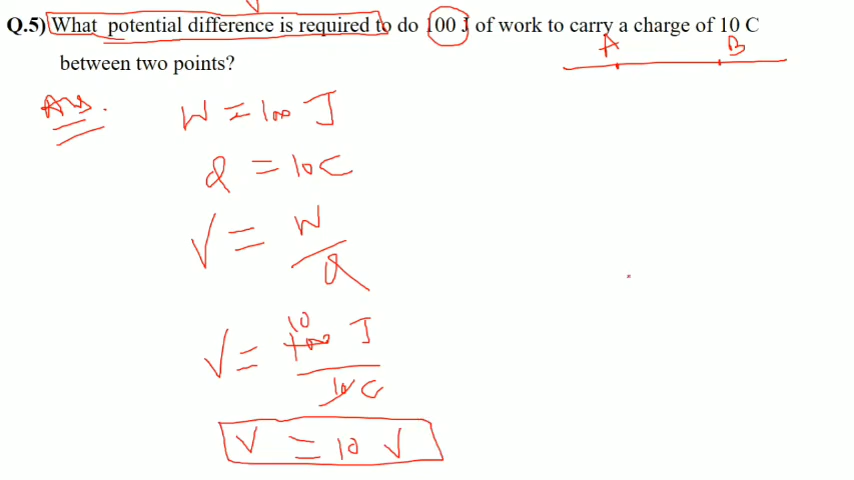 Q.5) What potential difference is required to do 100 J of work to carry a charge of 10 C
A B
between two points?
Ans.
W = 100 J
Q = 10C
V = W
Q
10
V = 100 J
10 C
V = 10 V